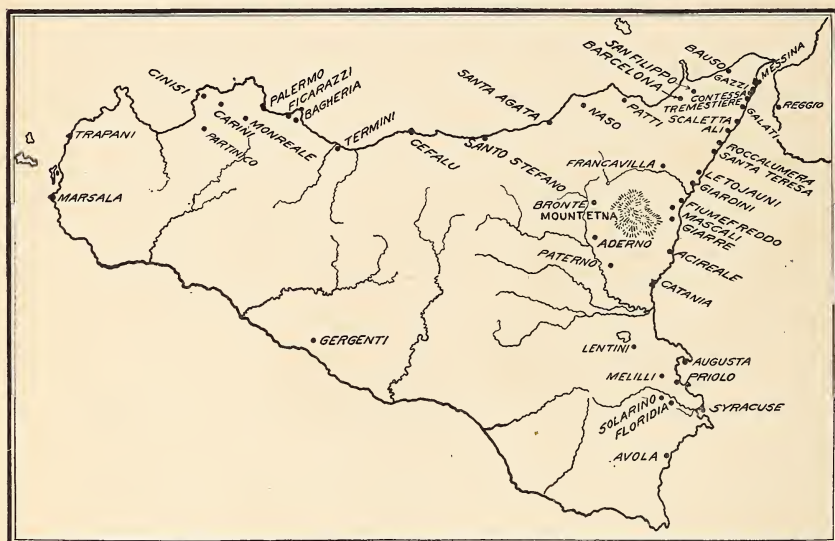 CINISI
CARINI
PARTINICO
MONREALE
PALERMO
FICARAZZI
BAGHERIA
TRAPANI
MARSALA
TERMINI
CEFALU
SANTO STEFANO
SANTA AGATA
NASO
PATTI
SAN FILIPPO
BARCELONA
BAUSO
GAZZI
MESSINA
CONTESSA
TREMESTIERE
REGGIO
SCALETTA
GALATI
ALI
ROCCALUMERA
SANTA TERESA
FRANCAVILLA
LETOJAUNI
GIARDINI
BRONTE
MOUNT ETNA
FIUMEFREDDO
MASCALI
GIARRE
ADERNO
PATERNO
ACIREALE
CATANIA
GERGENTI
LENTINI
AUGUSTA
MELILLI
PRIOLO
SOLARINO
FLORIDIA
SYRACUSE
AVOLA